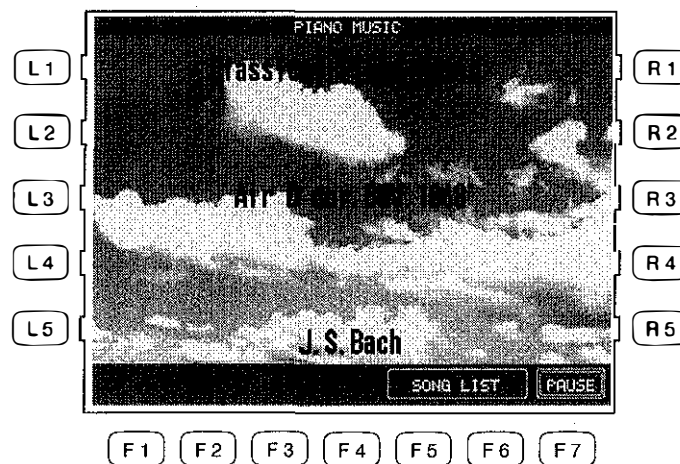 PIANO MUSIC
L1 R1
L2 R2
L3 R3
L4 R4
L5 J. S. Bach R5
SONG LIST PAUSE
F1 F2 F3 F4 F5 F6 F7